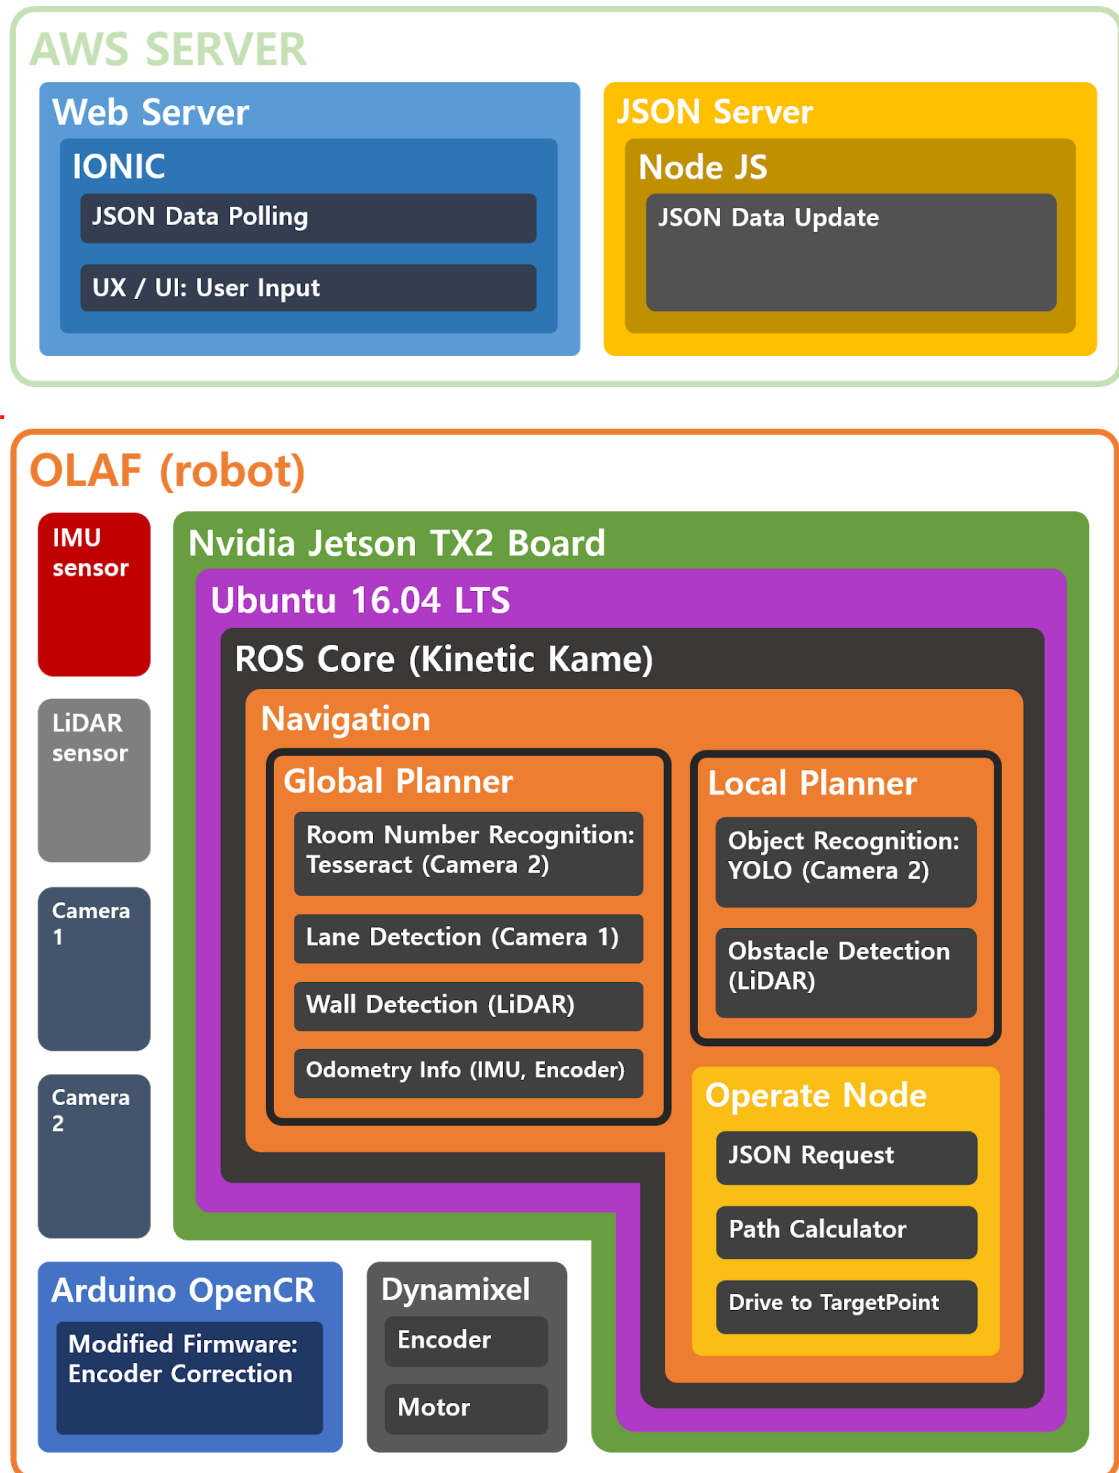 AWS SERVER
Web Server
IONIC
JSON Data Polling
UX / UI: User Input
JSON Server
Node JS
JSON Data Update
.
OLAF (robot)
IMU
sensor
LiDAR
sensor
Camera
1
Camera
2
Nvidia Jetson TX2 Board
Ubuntu 16.04 LTS
ROS Core (Kinetic Kame)
Navigation
Global Planner
Room Number Recognition:
Tesseract (Camera 2)
Lane Detection (Camera 1)
Wall Detection (LiDAR)
Odometry Info (IMU, Encoder)
Local Planner
Object Recognition:
YOLO (Camera 2)
Obstacle Detection
(LiDAR)
Operate Node
JSON Request
Path Calculator
Drive to TargetPoint
Arduino OpenCR
Modified Firmware:
Encoder Correction
Dynamixel
Encoder
Motor